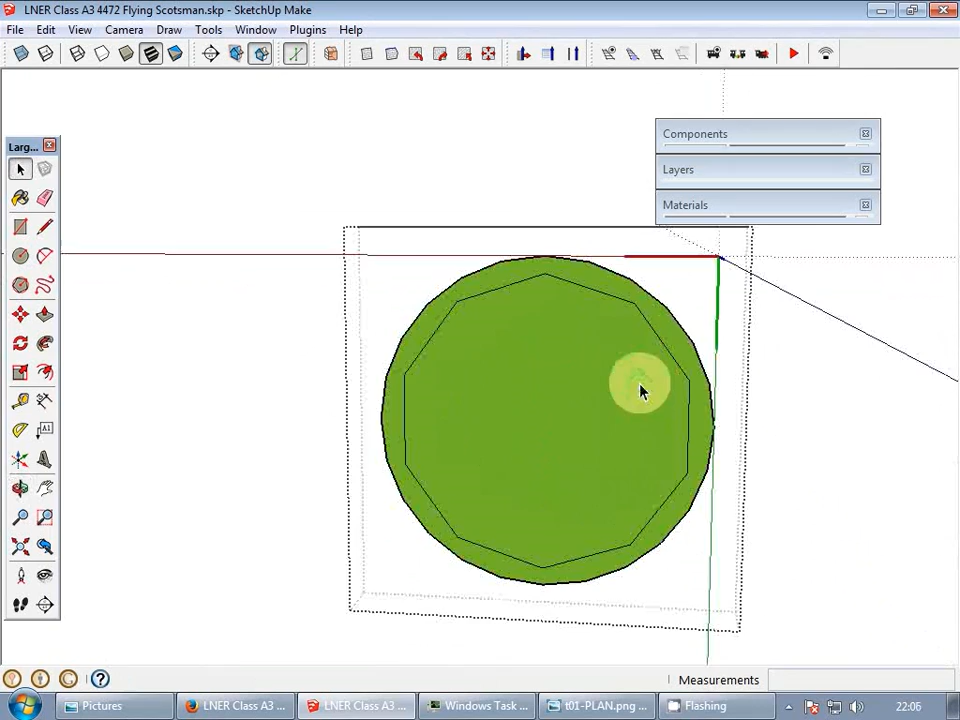 LNER Class A3 4472 Flying Scotsman.skp - SketchUp Make
File Edit View Camera Draw Tools Window Plugins Help
Components
Larg...
Layers
Materials
A1
Measurements
Pictures LNER Class A3 ... LNER Class A3 ... Windows Task ... t01-PLAN.png ... Flashing 22:06